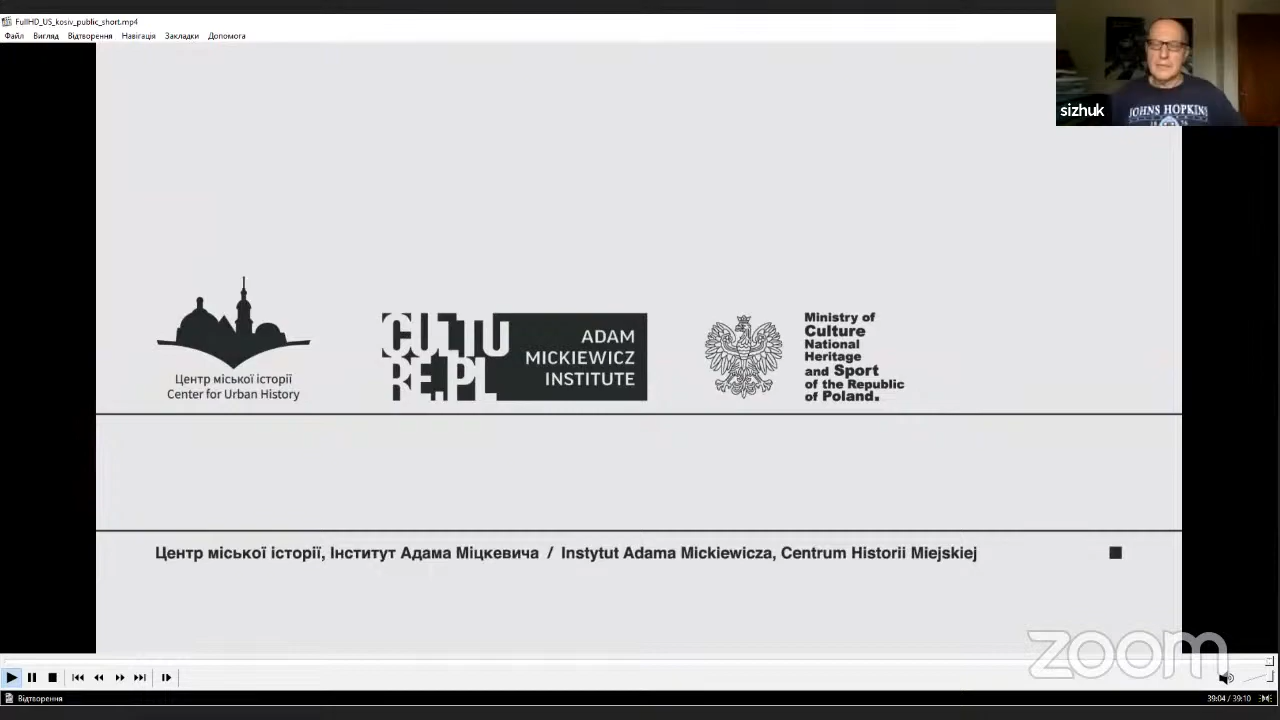 FullHD_US_kosiv_public_short.mp4
Файл Вигляд Відтворення Навігація Закладки Допомога
sizhuk
JOHNS HOPKINS
Центр міської історії
Center for Urban History
CULTU
RE.PL
ADAM
MICKIEWICZ
INSTITUTE
Ministry of
Culture
National
Heritage
and Sport
of the Republic
of Poland.
Центр міської історії, Інститут Адама Міцкевича / Instytut Adama Mickiewicza, Centrum Historii Miejskiej
zoom
Відтворення
39:04 / 39:10